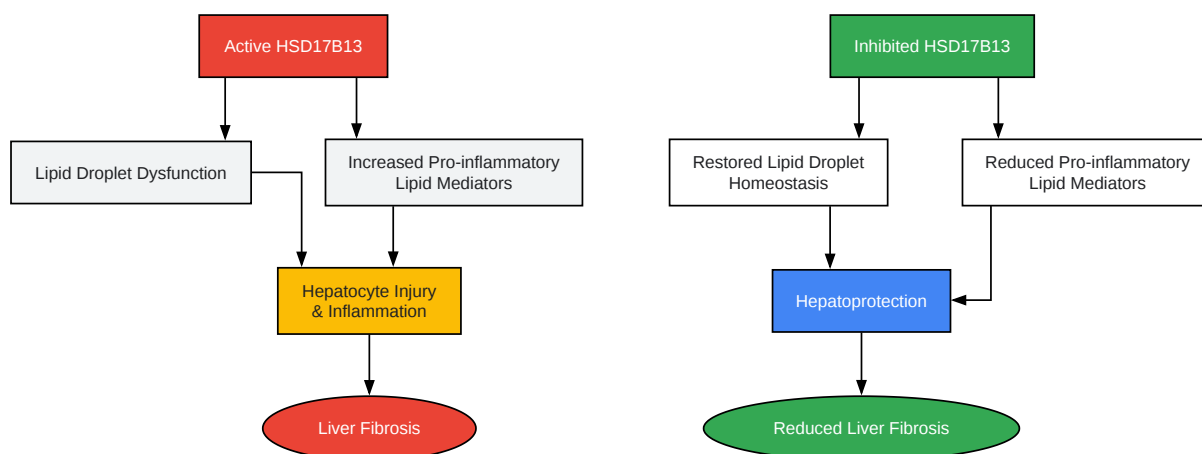 Active HSD17B13
Inhibited HSD17B13
Lipid Droplet Dysfunction
Increased Pro-inflammatory
Lipid Mediators
Restored Lipid Droplet
Homeostasis
Reduced Pro-inflammatory
Lipid Mediators
Hepatocyte Injury
& Inflammation
Hepatoprotection
Liver Fibrosis
Reduced Liver Fibrosis